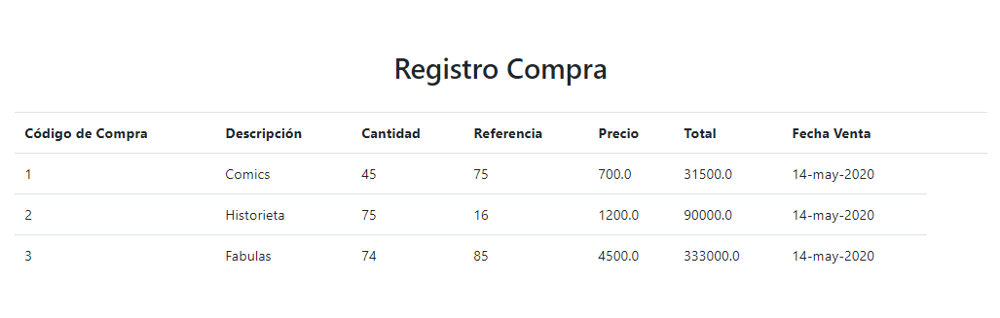 Registro Compra
Código de Compra Descripción Cantidad Referencia Precio Total Fecha Venta
1 Comics 45 75 700.0 31500.0 14-may-2020
2 Historieta 75 16 1200.0 90000.0 14-may-2020
3 Fabulas 74 85 4500.0 333000.0 14-may-2020